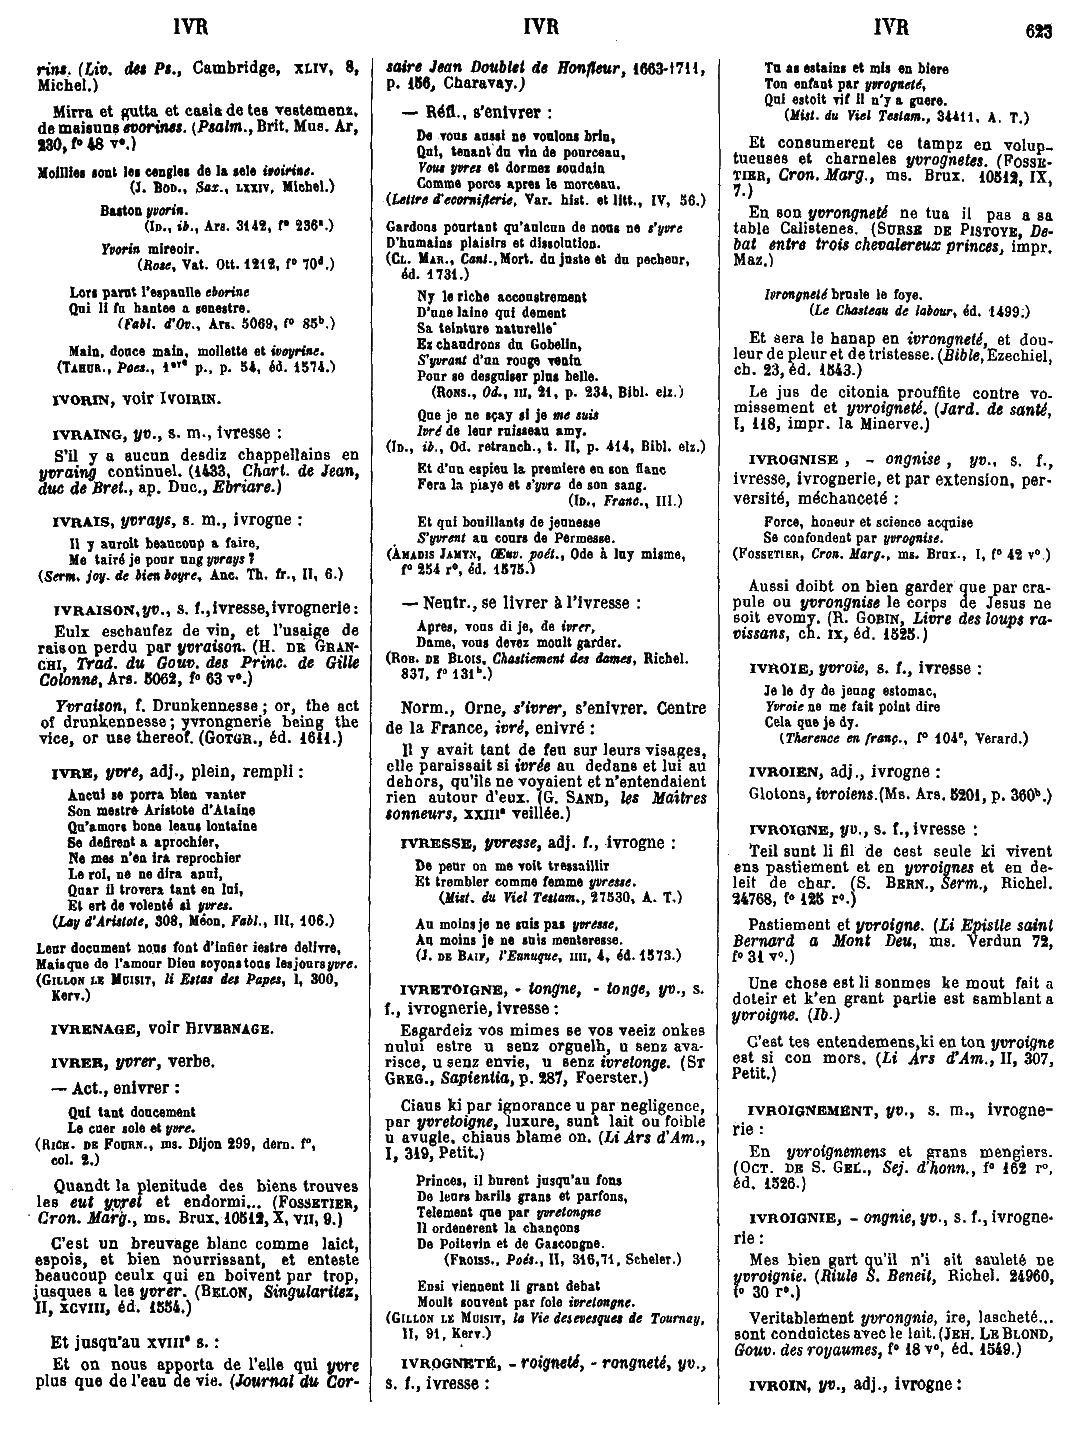 IVR IVR IVR 623
rins. (Liv. des Ps., Cambridge, XLIV, 8,
Michel.)
Mirra et gutta et casia de tes vestemenz,
de maisuns evorines. (Psalm., Brit. Mus. Ar,
230, f° 48 v°.)
Moillies sont les cengles de la sele ivoirine.
(J. BOD., Sax., LXXIV, Michel.)
Baston yvorin.
(ID., ib., Ars. 3142, f° 236ª.)
Yvorin mireoir.
(Rose, Vat. Ott. 1212, f° 70ᵈ.)
Lors parut l'espaulle eborine
Qui li fu hantee a senestre.
(Fabl. d'Ov., Ars. 5069, f° 85ᵇ.)
Main, douce main, mollette et ivoyrine.
(TAHUR., Poes., 1ᵉʳᵉ p., p. 54, éd. 1574.)
IVORIN, voir IVOIRIN.
IVRAING, yv., s. m., ivresse :
S'il y a aucun desdiz chappellains en
yvraing continuel. (1433, Chart. de Jean,
duc de Bret., ap. Duc., Ebriare.)
IVRAIS, yvrays, s. m., ivrogne :
Il y auroit beaucoup a faire,
Me tairé je pour ung yvrays ?
(Serm. joy. de bien boyre, Anc. Th. fr., II, 6.)
IVRAISON, yv., s. f., ivresse, ivrognerie :
Eulx eschaufez de vin, et l'usaige de
raison perdu par yvraison. (H. DE GRAN-
CHI, Trad. du Gouv. des Princ. de Gille
Colonne, Ars. 5062, f° 63 v°.)
Yvraison, f. Drunkennesse ; or, the act
of drunkennesse ; yvrongnerie being the
vice, or use thereof. (COTGR., éd. 1611.)
IVRE, yvre, adj., plein, rempli :
Ancui se porra bien vanter
Son mestre Aristote d'Ataine
Qu'amors bone leaus lontaine
Se desirent a aprochier,
Ne mes n'en ira reprochier
Le roi, ne ne dira anui,
Quar il trovera tant en lui,
Et ert de volenté si yvres.
(Lay d'Aristote, 308, Méon, Fabl., III, 106.)
Leur document nous font d'infier iestre delivre,
Mais que de l'amour Dieu soyons tous les jours yvre.
(GILLON LE MUISIT, li Estas des Papes, I, 300,
Kerv.)
IVRENAGE, voir HIVERNAGE.
IVRER, yvrer, verbe.
— Act., enivrer :
Qui tant doucement
Le cuer sole et yvre.
(RICH. DE FOURN., ms. Dijon 299, dern. f°,
col. 2.)
Quandt la plenitude des biens trouves
les eut yvret et endormi... (FOSSETIER,
Cron. Marg., ms. Brux. 10512, X, VII, 9.)
C'est un breuvage blanc comme laict,
espois, et bien nourrissant, et enteste
beaucoup ceulx qui en boivent par trop,
jusques a les yvrer. (BELON, Singularitez,
II, XCVIII, éd. 1554.)
Et jusqu'au XVIIIᵉ s. :
Et on nous apporta de l'elle qui yvre
plus que de l'eau de vie. (Journal du Cor-
saire Jean Doublet de Honfleur, 1663-1711,
p. 156, Charavay.)
— Réfl., s'enivrer :
De vous aussi ne voulons brin,
Qui, tenant du vin de pourceau,
Vous yvres et dormez soudain
Comme porcs apres le morceau.
(Lettre d'ecorniflerie, Var. hist. et litt., IV, 56.)
Gardons pourtant qu'aulcun de nous ne s'yvre
D'humains plaisirs et dissolution.
(CL. MAR., Cant., Mort. du juste et du pecheur,
éd. 1731.)
Ny le riche accoustrement
D'une laine qui dement
Sa teinture naturelle
Ez chaudrons du Gobelin,
S'yvrant d'un rouge venin
Pour se desguiser plus belle.
(RONS., Od., III, 21, p. 234, Bibl. elz.)
Que je ne sçay si je me suis
Ivré de leur ruisseau amy.
(ID., ib., Od. retranch., t. II, p. 414, Bibl. elz.)
Et d'un espieu la premiere en son flanc
Fera la playe et s'yvra de son sang.
(ID., Franc., III.)
Et qui bouillants de jeunesse
S'yvrent au cours de Permesse.
(AMADIS JAMYN, Œuv. poét., Ode à luy misme,
f° 254 r°, éd. 1575.)
— Neutr., se livrer à l'ivresse :
Apres, vous di je, de ivrer,
Dame, vous devez moult garder.
(ROB. DE BLOIS, Chastiement des dames, Richel.
837, f° 131ᵇ.)
Norm., Orne, s'ivrer, s'enivrer. Centre
de la France, ivré, enivré :
Il y avait tant de feu sur leurs visages,
elle paraissait si ivrée au dedans et lui au
dehors, qu'ils ne voyaient et n'entendaient
rien autour d'eux. (G. SAND, les Maitres
sonneurs, XXIIIᵉ veillée.)
IVRESSE, yvresse, adj. f., ivrogne :
De peur on me voit tressaillir
Et trembler comme femme yvresse.
(Mist. du Viel Testam., 27530, A. T.)
Au moins je ne suis pas yvresse,
Au moins je ne suis menteresse.
(J. DE BAIF, l'Eunuque, IIII, 4, éd. 1573.)
IVRETOIGNE, - tongne, - tonge, yv., s.
f., ivrognerie, ivresse :
Esgardeiz vos mimes se vos veeiz onkes
nului estre u senz orguelh, u senz ava-
risce, u senz envie, u senz ivretonge. (ST
GREG., Sapientia, p. 287, Foerster.)
Ciaus ki par ignorance u par negligence,
par yvretoigne, luxure, sunt lait ou foible
u avugle, chiaus blame on. (Li Ars d'Am.,
I, 319, Petit.)
Princes, il burent jusqu'au fons
De leurs barils grans et parfons,
Telement que par yvretongne
Il ordenerent la chançons
De Poitevin et de Gascongne.
(FROISS., Poés., II, 316, 71, Scheler.)
Ensi viennent li grant debat
Moult souvent par fole ivretongne.
(GILLON LE MUISIT, la Vie des evesques de Tournay,
II, 91, Kerv.)
IVROGNETÉ, - roigneté, - rongneté, yv.,
s. f., ivresse :
Tu as estains et mis en biere
Ton enfant par yvrogneté,
Qui estoit vif il n'y a guere.
(Mist. du Viel Testam., 34411, A. T.)
Et consumerent ce tampz en volup-
tueuses et charneles yvrognetes. (FOSSE-
TIER, Cron. Marg., ms. Brux. 10512, IX,
7.)
En son yvrongneté ne tua il pas a sa
table Calistenes. (SURSE DE PISTOYE, De-
bat entre trois chevalereux princes, impr.
Maz.)
Ivrongneté brusle le foye.
(Le Chasteau de labour, éd. 1499.)
Et sera le hanap en ivrongneté, et dou-
leur de pleur et de tristesse. (Bible, Ezechiel,
ch. 23, éd. 1543.)
Le jus de citonia prouffite contre vo-
missement et yvroigneté. (Jard. de santé,
I, 118, impr. la Minerve.)
IVROGNISE, - ongnise, yv., s. f.,
ivresse, ivrognerie, et par extension, per-
versité, méchanceté :
Force, honeur et science acquise
Se confondent par yvrognise.
(FOSSETIER, Cron. Marg., ms. Brux., I, f° 42 v°.)
Aussi doibt on bien garder que par cra-
pule ou yvrongnise le corps de Jesus ne
soit evomy. (R. GOBIN, Livre des loups ra-
vissans, ch. IX, éd. 1525.)
IVROIE, yvroie, s. f., ivresse :
Je le dy de jeung estomac,
Yvroie ne me fait point dire
Cela que je dy.
(Therence en franç., f° 104ᶜ, Verard.)
IVROIEN, adj., ivrogne :
Glotons, ivroiens. (Ms. Ars. 5201, p. 360ᵇ.)
IVROIGNE, yv., s. f., ivresse :
Teil sunt li fil de cest seule ki vivent
ens pastiement et en yvroignes et en de-
leit de char. (S. BERN., Serm., Richel.
24768, f° 125 r°.)
Pastiement et yvroigne. (Li Epistle saint
Bernard a Mont Deu, ms. Verdun 72,
f° 31 v°.)
Une chose est li sonmes ke mout fait a
doteir et k'en grant partie est samblant a
yvroigne. (Ib.)
C'est tes entendemens, ki en ton yvroigne
est si con mors. (Li Ars d'Am., II, 307,
Petit.)
IVROIGNEMENT, yv., s. m., ivrogne-
rie :
En yvroignemens et grans mengiers.
(OCT. DE S. GEL., Sej. d'honn., f° 162 r°,
éd. 1526.)
IVROIGNIE, - ongnie, yv., s. f., ivrogne-
rie :
Mes bien gart qu'il n'i ait sauleté ne
yvroignie. (Riule S. Beneit, Richel. 24960,
f° 30 r°.)
Veritablement yvrongnie, ire, lascheté...
sont conduictes avec le lait. (JEH. LE BLOND,
Gouv. des royaumes, f° 18 v°, éd. 1549.)
IVROIN, yv., adj., ivrogne :